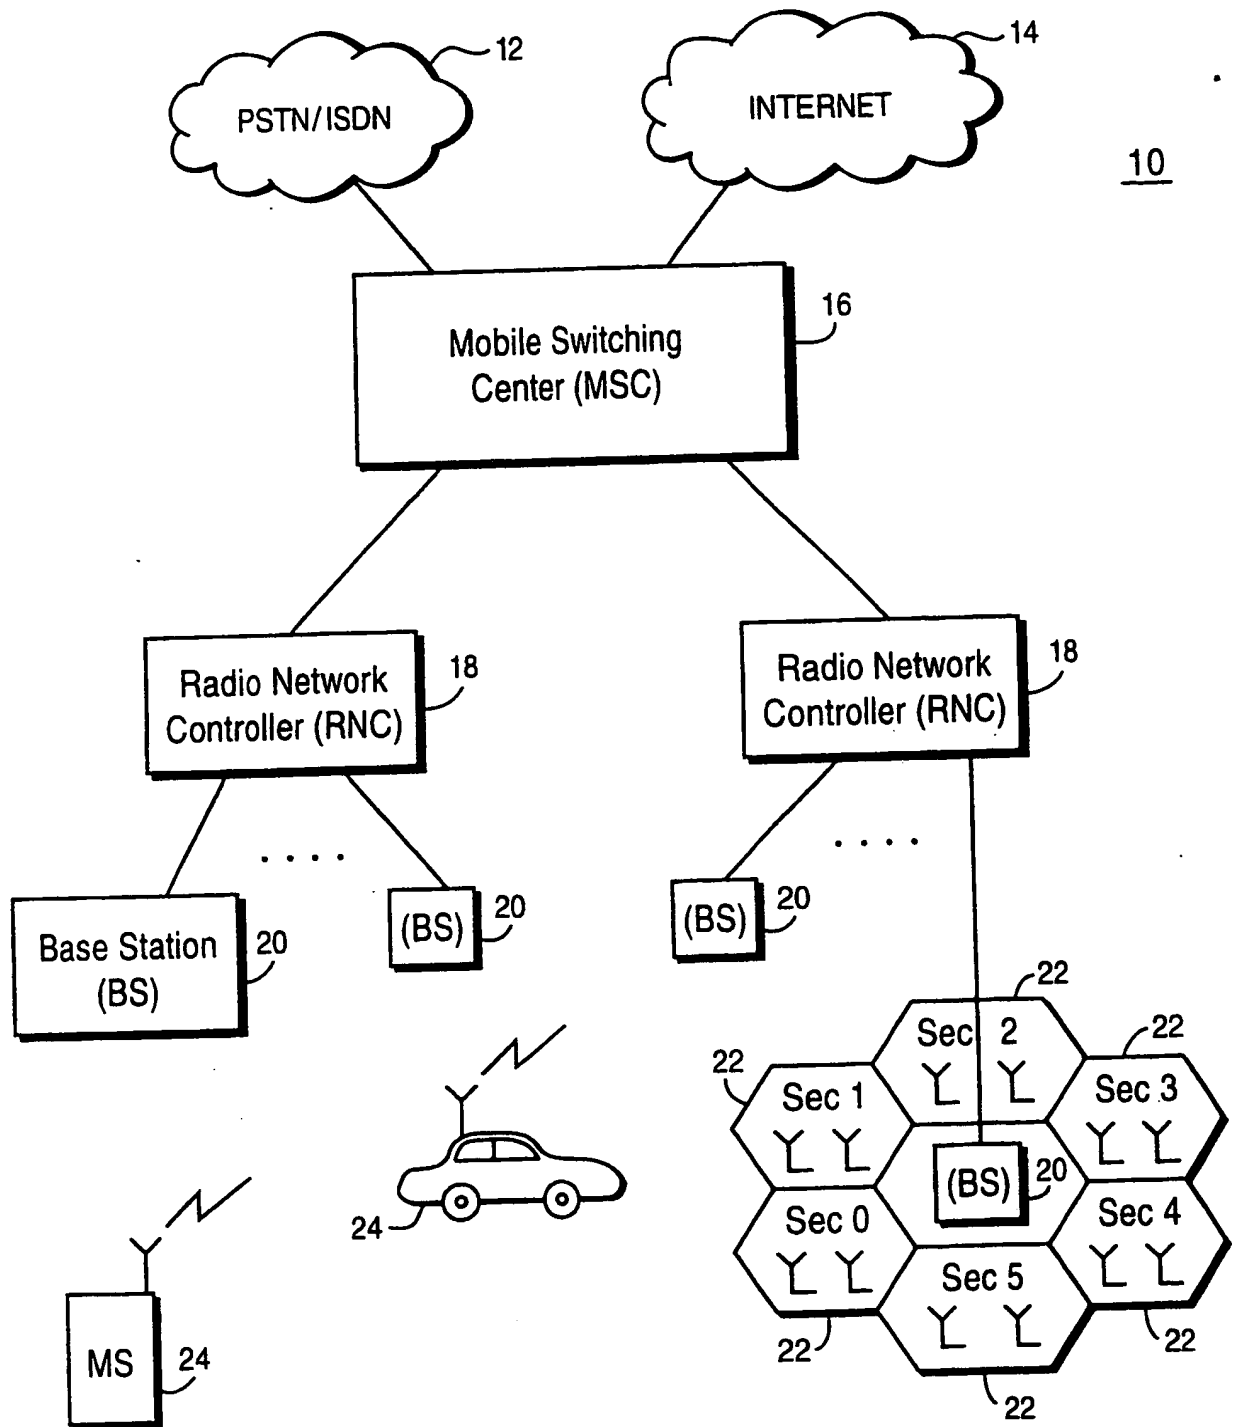 12
14
PSTN/ISDN
INTERNET
10
16
Mobile Switching
Center (MSC)
18
Radio Network
Controller (RNC)
18
Radio Network
Controller (RNC)
Base Station
(BS)
20
(BS)
20
(BS)
20
22
Sec 2
22
Sec 1
22
Sec 3
(BS)
20
Sec 0
Sec 4
Sec 5
22
22
22
24
MS
24